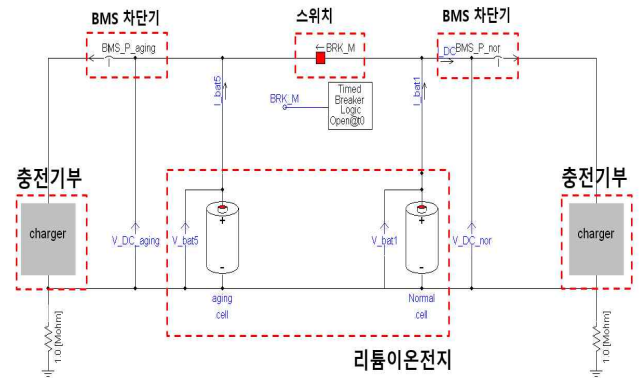 BMS 차단기
스위치
BMS 차단기
BMS_P_aging
BRK_M
I_DC
BMS_P_nor
I_bat5
BRK_M
Timed
Breaker
Logic
Open@t0
I_bat1
충전기부
충전기부
charger
V_DC_aging
V_bat5
+
-
V_bat1
+
-
V_DC_nor
charger
aging
.cell
Normal
.cell
1.0 [Mohm]
리튬이온전지
1.0 [Mohm]